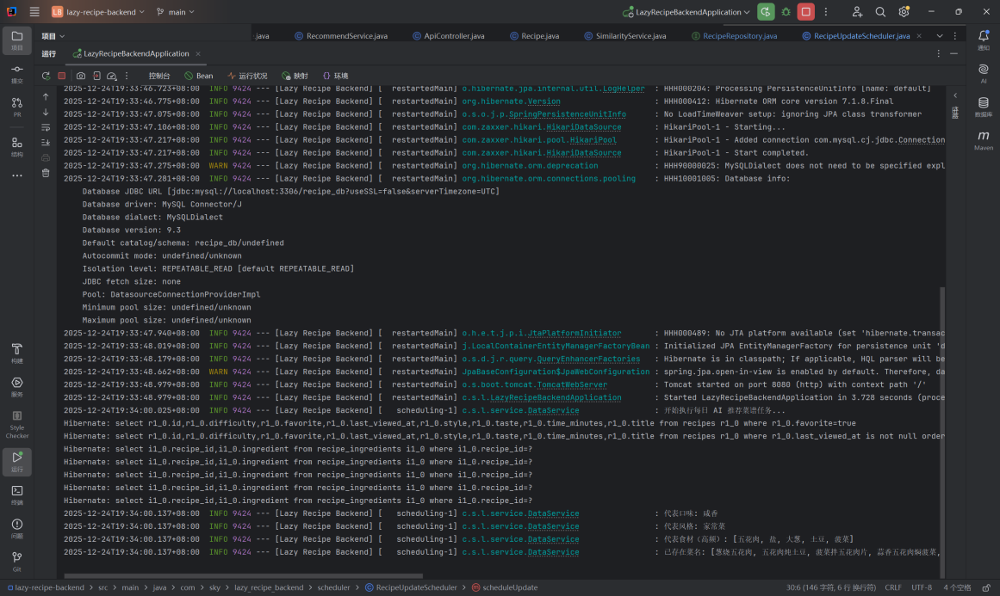 LB lazy-recipe-backend main LazyRecipeBackendApplication
项目 .java RecommendService.java ApiController.java Recipe.java SimilarityService.java RecipeRepository.java RecipeUpdateScheduler.java
运行 LazyRecipeBackendApplication
控制台 Bean 运行状况 映射 环境
2025-12-24T19:33:46.723+08:00 INFO 9424 --- [Lazy Recipe Backend] [ restartedMain] o.hibernate.jpa.internal.util.LogHelper : HHH000204: Processing PersistenceUnitInfo [name: default]
2025-12-24T19:33:46.775+08:00 INFO 9424 --- [Lazy Recipe Backend] [ restartedMain] org.hibernate.Version : HHH000412: Hibernate ORM core version 7.1.8.Final
2025-12-24T19:33:47.075+08:00 INFO 9424 --- [Lazy Recipe Backend] [ restartedMain] o.s.o.j.p.SpringPersistenceUnitInfo : No LoadTimeWeaver setup: ignoring JPA class transformer
2025-12-24T19:33:47.106+08:00 INFO 9424 --- [Lazy Recipe Backend] [ restartedMain] com.zaxxer.hikari.HikariDataSource : HikariPool-1 - Starting...
2025-12-24T19:33:47.217+08:00 INFO 9424 --- [Lazy Recipe Backend] [ restartedMain] com.zaxxer.hikari.pool.HikariPool : HikariPool-1 - Added connection com.mysql.cj.jdbc.Connection
2025-12-24T19:33:47.217+08:00 INFO 9424 --- [Lazy Recipe Backend] [ restartedMain] com.zaxxer.hikari.HikariDataSource : HikariPool-1 - Start completed.
2025-12-24T19:33:47.275+08:00 WARN 9424 --- [Lazy Recipe Backend] [ restartedMain] org.hibernate.orm.deprecation : HHH90000025: MySQLDialect does not need to be specified expl
2025-12-24T19:33:47.281+08:00 INFO 9424 --- [Lazy Recipe Backend] [ restartedMain] org.hibernate.orm.connections.pooling : HHH10001005: Database info:
Database JDBC URL [jdbc:mysql://localhost:3306/recipe_db?useSSL=false&serverTimezone=UTC]
Database driver: MySQL Connector/J
Database dialect: MySQLDialect
Database version: 9.3
Default catalog/schema: recipe_db/undefined
Autocommit mode: undefined/unknown
Isolation level: REPEATABLE_READ [default REPEATABLE_READ]
JDBC fetch size: none
Pool: DatasourceConnectionProviderImpl
Minimum pool size: undefined/unknown
Maximum pool size: undefined/unknown
2025-12-24T19:33:47.940+08:00 INFO 9424 --- [Lazy Recipe Backend] [ restartedMain] o.h.e.t.j.p.i.JtaPlatformInitiator : HHH000489: No JTA platform available (set 'hibernate.transac
2025-12-24T19:33:48.019+08:00 INFO 9424 --- [Lazy Recipe Backend] [ restartedMain] j.LocalContainerEntityManagerFactoryBean : Initialized JPA EntityManagerFactory for persistence unit 'd
2025-12-24T19:33:48.179+08:00 INFO 9424 --- [Lazy Recipe Backend] [ restartedMain] o.s.d.j.r.query.QueryEnhancerFactories : Hibernate is in classpath; If applicable, HQL parser will be
2025-12-24T19:33:48.662+08:00 WARN 9424 --- [Lazy Recipe Backend] [ restartedMain] JpaBaseConfiguration$JpaWebConfiguration : spring.jpa.open-in-view is enabled by default. Therefore, da
2025-12-24T19:33:48.979+08:00 INFO 9424 --- [Lazy Recipe Backend] [ restartedMain] o.s.boot.tomcat.TomcatWebServer : Tomcat started on port 8080 (http) with context path '/'
2025-12-24T19:33:48.979+08:00 INFO 9424 --- [Lazy Recipe Backend] [ restartedMain] c.s.l.LazyRecipeBackendApplication : Started LazyRecipeBackendApplication in 3.728 seconds (proce
2025-12-24T19:34:00.025+08:00 INFO 9424 --- [Lazy Recipe Backend] [ scheduling-1] c.s.l.service.DataService : 开始执行每日 AI 推荐菜谱任务...
Hibernate: select r1_0.id,r1_0.difficulty,r1_0.favorite,r1_0.last_viewed_at,r1_0.style,r1_0.taste,r1_0.time_minutes,r1_0.title from recipes r1_0 where r1_0.favorite=true
Hibernate: select r1_0.id,r1_0.difficulty,r1_0.favorite,r1_0.last_viewed_at,r1_0.style,r1_0.taste,r1_0.time_minutes,r1_0.title from recipes r1_0 where r1_0.last_viewed_at is not null order
Hibernate: select i1_0.recipe_id,i1_0.ingredient from recipe_ingredients i1_0 where i1_0.recipe_id=?
Hibernate: select i1_0.recipe_id,i1_0.ingredient from recipe_ingredients i1_0 where i1_0.recipe_id=?
Hibernate: select i1_0.recipe_id,i1_0.ingredient from recipe_ingredients i1_0 where i1_0.recipe_id=?
Hibernate: select i1_0.recipe_id,i1_0.ingredient from recipe_ingredients i1_0 where i1_0.recipe_id=?
Hibernate: select i1_0.recipe_id,i1_0.ingredient from recipe_ingredients i1_0 where i1_0.recipe_id=?
2025-12-24T19:34:00.137+08:00 INFO 9424 --- [Lazy Recipe Backend] [ scheduling-1] c.s.l.service.DataService : 代表口味: 咸香
2025-12-24T19:34:00.137+08:00 INFO 9424 --- [Lazy Recipe Backend] [ scheduling-1] c.s.l.service.DataService : 代表风格: 家常菜
2025-12-24T19:34:00.137+08:00 INFO 9424 --- [Lazy Recipe Backend] [ scheduling-1] c.s.l.service.DataService : 代表食材（高频）: [五花肉, 盐, 大葱, 土豆, 菠菜]
2025-12-24T19:34:00.137+08:00 INFO 9424 --- [Lazy Recipe Backend] [ scheduling-1] c.s.l.service.DataService : 已存在菜名: [葱烧五花肉, 五花肉炖土豆, 菠菜拌五花肉片, 蒜香五花肉焖菠菜,
项目
提交
PR
结构
构建
服务
Style
Checker
运行
终端
问题
Git
通知
AI
数据库
Maven
lazy-recipe-backend > src > main > java > com > sky > lazy_recipe_backend > scheduler > RecipeUpdateScheduler > scheduleUpdate 30:6 (146 字符, 6 行 换行符) CRLF UTF-8 4 个空格